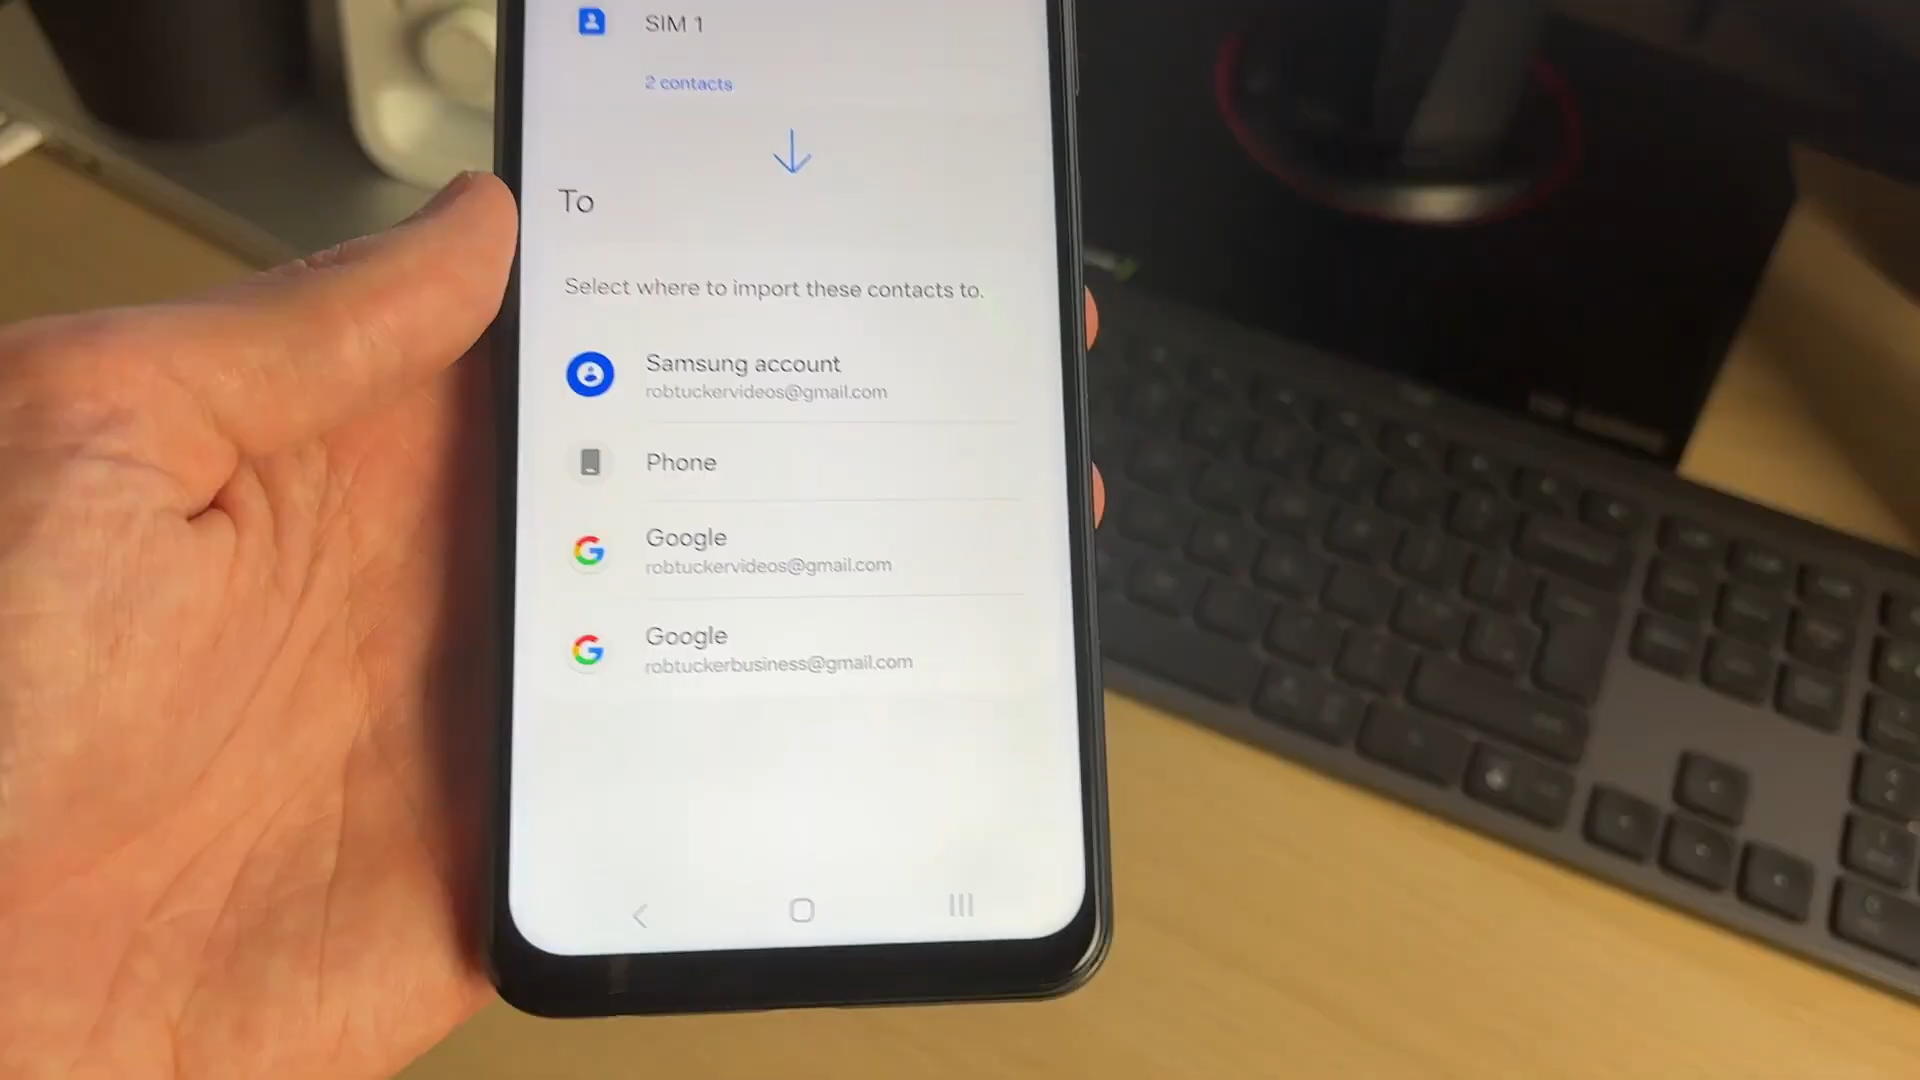 SIM 1
2 contacts
To
Select where to import these contacts to.
Samsung account
robtuckervideos@gmail.com
Phone
Google
robtuckervideos@gmail.com
Google
robtuckerbusiness@gmail.com